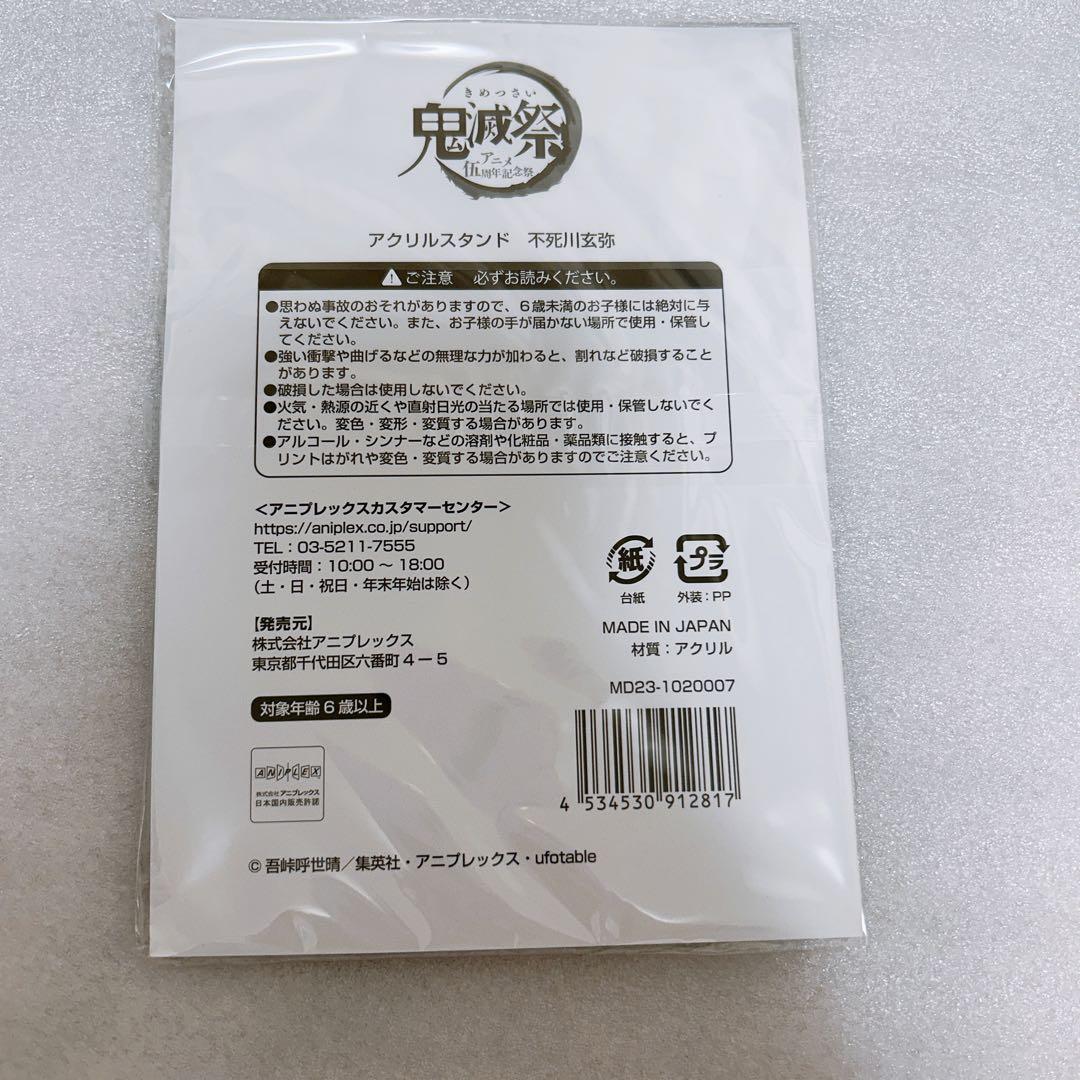 きめつさい
鬼滅祭
アニメ
伍周年記念祭
アクリルスタンド 不死川玄弥
ご注意 必ずお読みください。
●思わぬ事故のおそれがありますので、6歳未満のお子様には絶対に与
えないでください。また、お子様の手が届かない場所で使用・保管し
てください。
●強い衝撃や曲げるなどの無理な力が加わると、割れなど破損すること
があります。
●破損した場合は使用しないでください。
●火気・熱源の近くや直射日光の当たる場所では使用・保管しないでく
ださい。変色・変形・変質する場合があります。
●アルコール・シンナーなどの溶剤や化粧品・薬品類に接触すると、プ
リントはがれや変色・変質する場合がありますのでご注意ください。
<アニプレックスカスタマーセンター>
https://aniplex.co.jp/support/
TEL：03-5211-7555
受付時間：10:00 ～ 18:00
（土・日・祝日・年末年始は除く）
紙
台紙
プラ
外装：PP
【発売元】
株式会社アニプレックス
東京都千代田区六番町4－5
MADE IN JAPAN
材質：アクリル
MD23-1020007
対象年齢6歳以上
ANIPLEX
株式会社アニプレックス
日本国内販売許諾
4 534530 912817
© 吾峠呼世晴／集英社・アニプレックス・ufotable